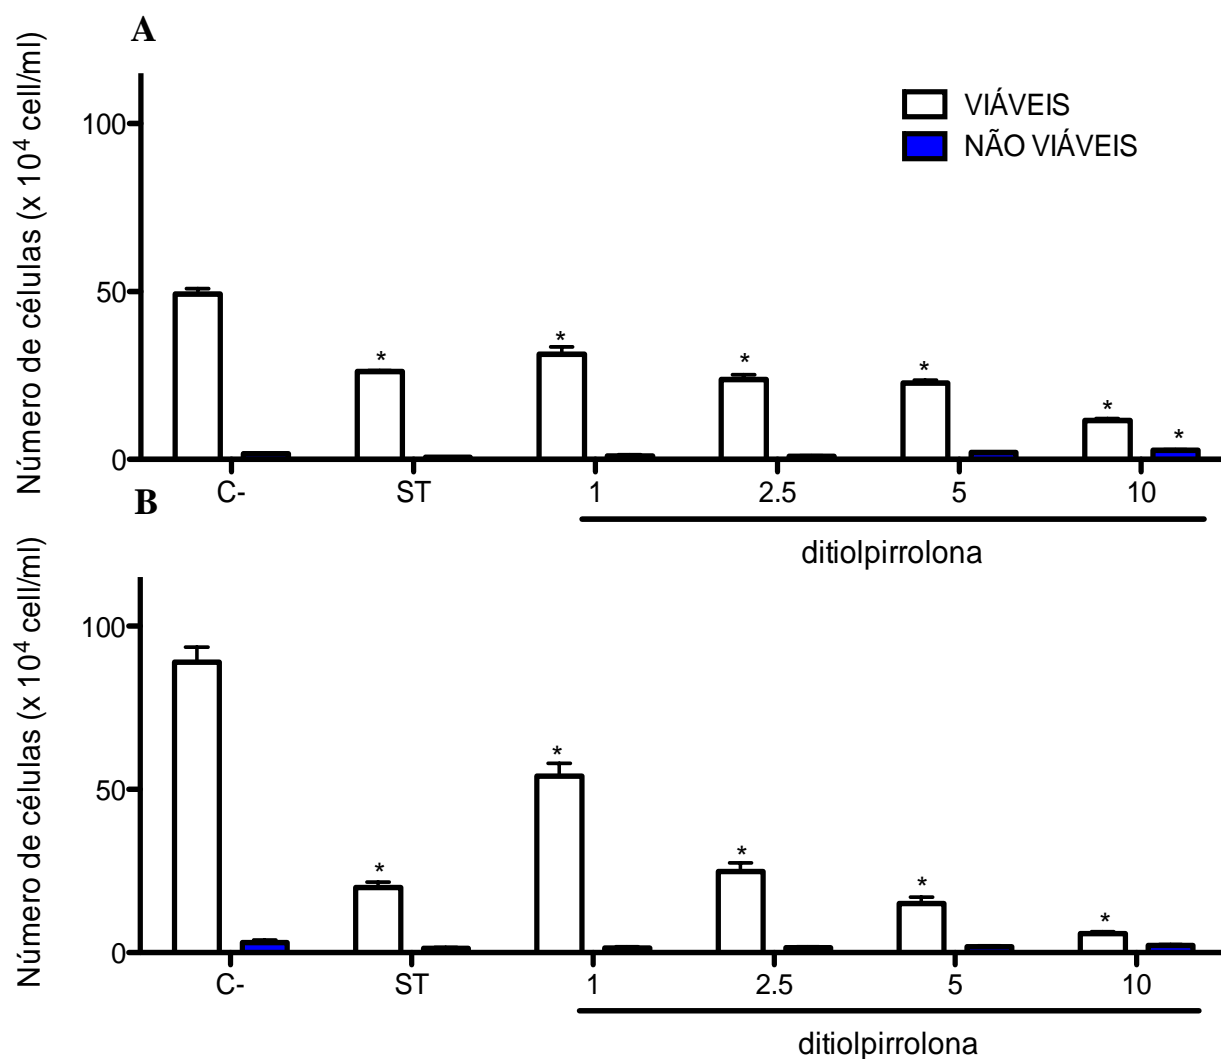 A
Número de células (x 10⁴ cell/ml)
100
50
0
VIÁVEIS
NÃO VIÁVEIS
*
*
*
*
*
*
C- ST 1 2.5 5 10
ditiolpirrolona
B
Número de células (x 10⁴ cell/ml)
100
50
0
*
*
*
*
*
C- ST 1 2.5 5 10
ditiolpirrolona